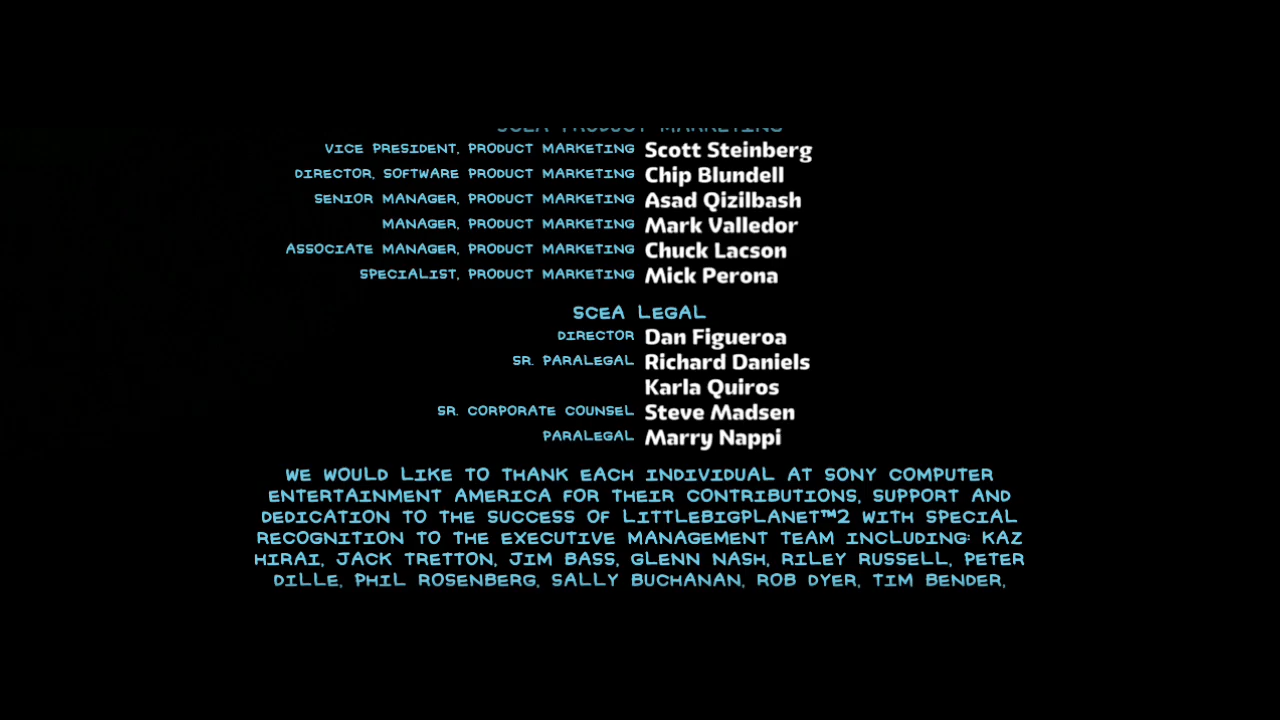 SCEA PRODUCT MARKETING
VICE PRESIDENT, PRODUCT MARKETING Scott Steinberg
DIRECTOR, SOFTWARE PRODUCT MARKETING Chip Blundell
SENIOR MANAGER, PRODUCT MARKETING Asad Qizilbash
MANAGER, PRODUCT MARKETING Mark Valledor
ASSOCIATE MANAGER, PRODUCT MARKETING Chuck Lacson
SPECIALIST, PRODUCT MARKETING Mick Perona
SCEA LEGAL
DIRECTOR Dan Figueroa
SR. PARALEGAL Richard Daniels
Karla Quiros
SR. CORPORATE COUNSEL Steve Madsen
PARALEGAL Marry Nappi
WE WOULD LIKE TO THANK EACH INDIVIDUAL AT SONY COMPUTER
ENTERTAINMENT AMERICA FOR THEIR CONTRIBUTIONS, SUPPORT AND
DEDICATION TO THE SUCCESS OF LITTLEBIGPLANET™2 WITH SPECIAL
RECOGNITION TO THE EXECUTIVE MANAGEMENT TEAM INCLUDING: KAZ
HIRAI, JACK TRETTON, JIM BASS, GLENN NASH, RILEY RUSSELL, PETER
DILLE, PHIL ROSENBERG, SALLY BUCHANAN, ROB DYER, TIM BENDER,